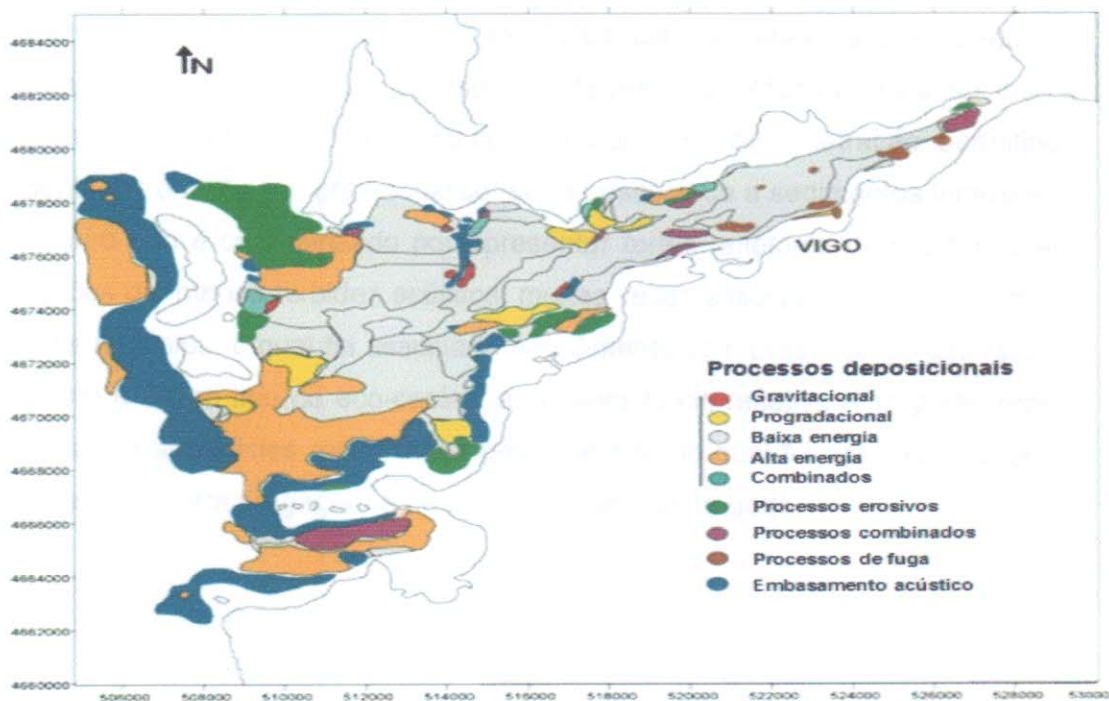 4684000
N
4682000
4680000
4678000
4676000
VIGO
4674000
4672000
Processos deposicionais
Gravitacional
4670000
Progradacional
Baixa energia
4668000
Alta energia
Combinados
4666000
Processos erosivos
Processos combinados
4664000
Processos de fuga
Embasamento acústico
4662000
4660000
506000 508000 510000 512000 514000 516000 518000 520000 522000 524000 526000 528000 530000